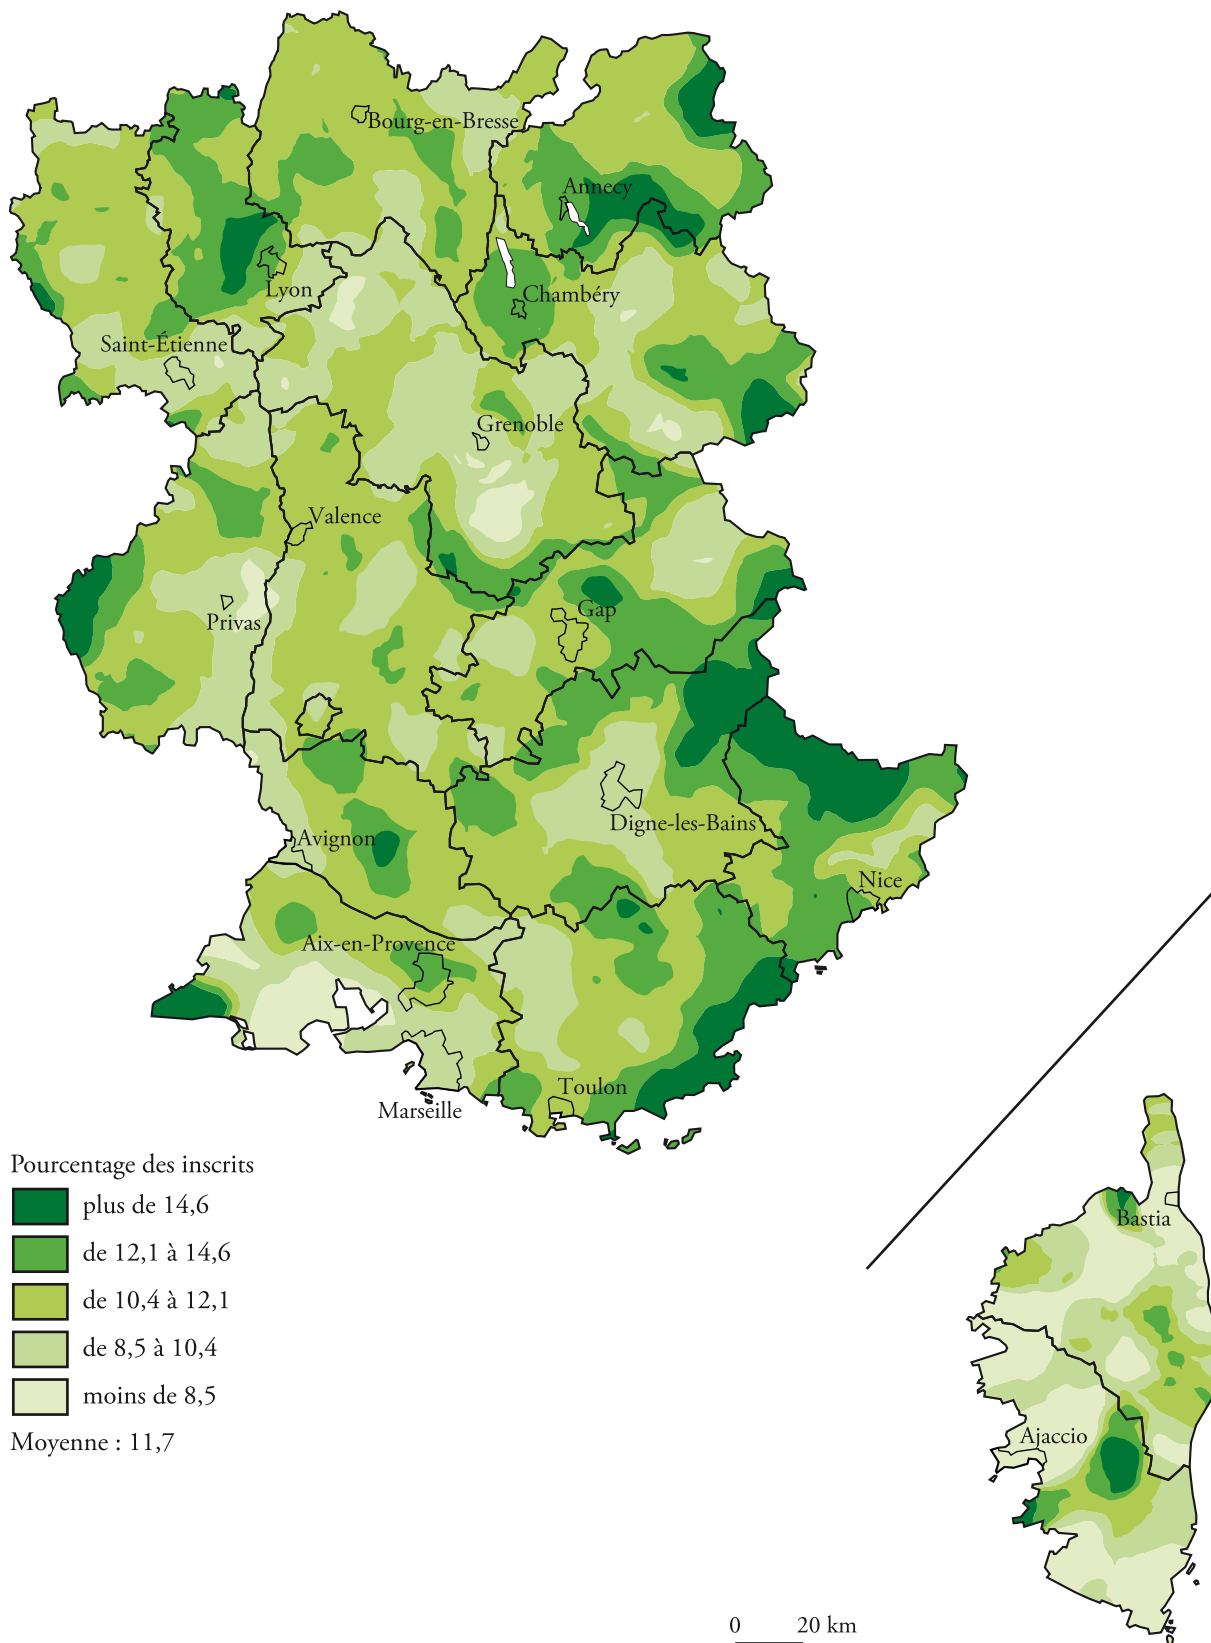 Bourg-en-Bresse
Annecy
Lyon
Chambéry
Saint-Étienne
Grenoble
Valence
Gap
Privas
Digne-les-Bains
Avignon
Nice
Aix-en-Provence
Toulon
Marseille
Pourcentage des inscrits
plus de 14,6
de 12,1 à 14,6
de 10,4 à 12,1
de 8,5 à 10,4
moins de 8,5
Moyenne : 11,7
Bastia
Ajaccio
0 20 km